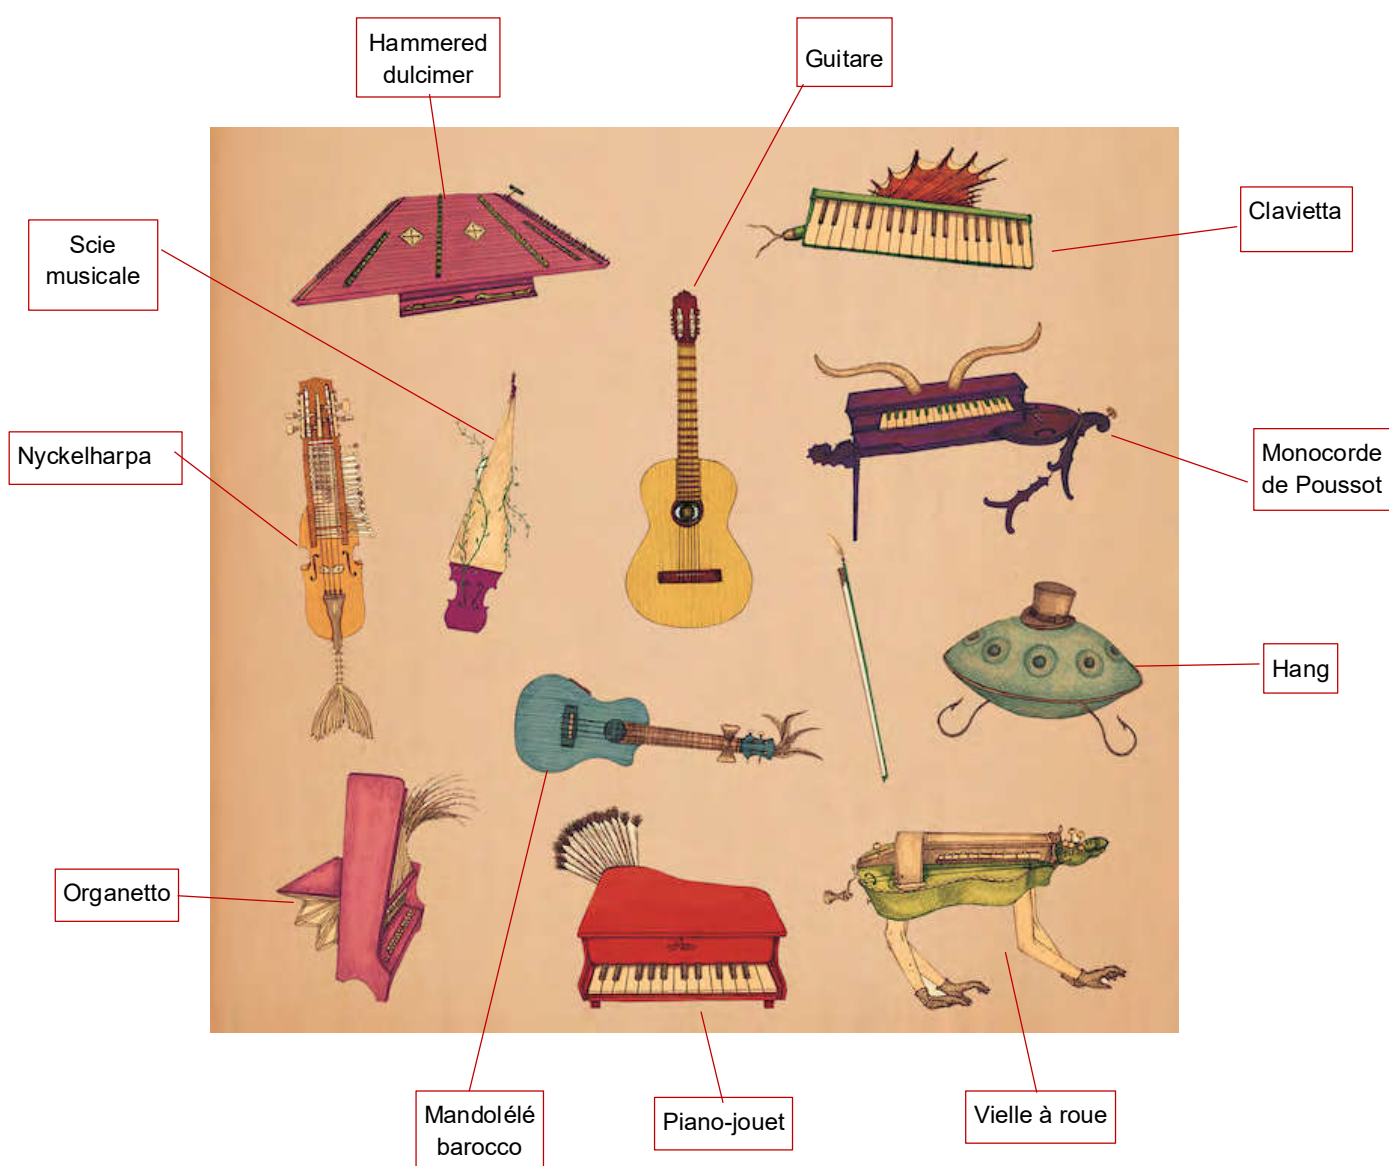 Hammered
dulcimer
Guitare
Clavietta
Scie
musicale
Nyckelharpa
Monocorde
de Poussot
Hang
Organetto
Mandolélé
barocco
Piano-jouet
Vielle à roue